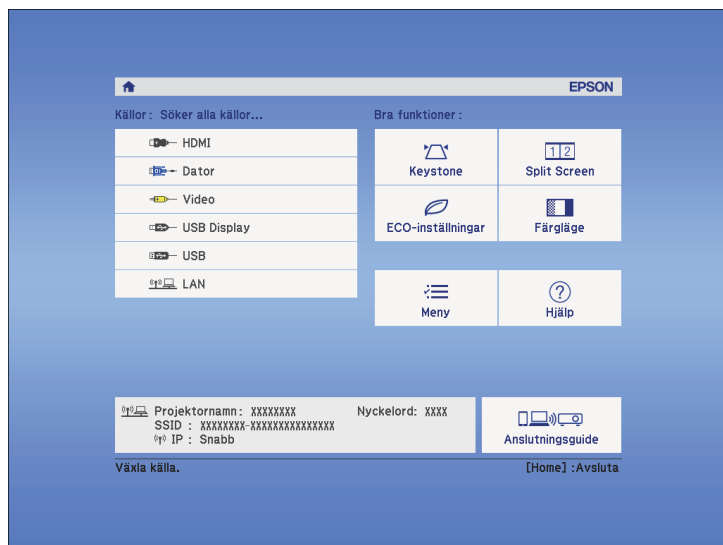 EPSON
Källor: Söker alla källor...
HDMI
Dator
Video
USB Display
USB
LAN
Bra funktioner:
Keystone
1 2
Split Screen
ECO-inställningar
Färgläge
Meny
?
Hjälp
Projektornamn: XXXXXXXX Nyckelord: XXXX
SSID : XXXXXXXX-XXXXXXXXXXXXXXX
IP : Snabb
Anslutningsguide
Växla källa. [Home] :Avsluta